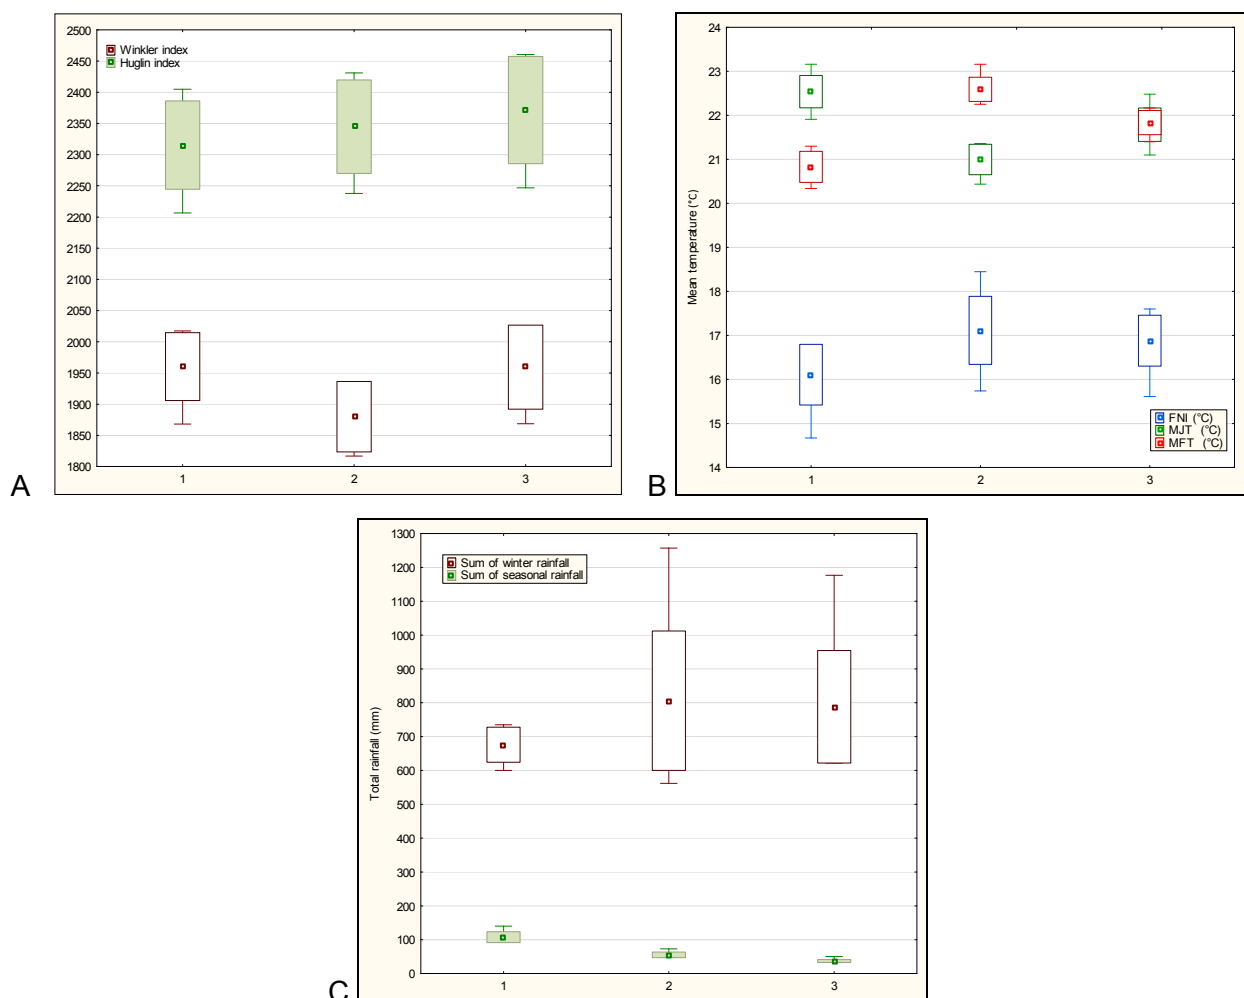 2500
2450
2400
2350
2300
2250
2200
2150
2100
2050
2000
1950
1900
1850
1800
Winkler index
Huglin index
1 2 3
A
Mean temperature (°C)
24
23
22
21
20
19
18
17
16
15
14
FNI (°C)
MJT (°C)
MFT (°C)
1 2 3
B
Total rainfall (mm)
1300
1200
1100
1000
900
800
700
600
500
400
300
200
100
0
Sum of winter rainfall
Sum of seasonal rainfall
1 2 3
C